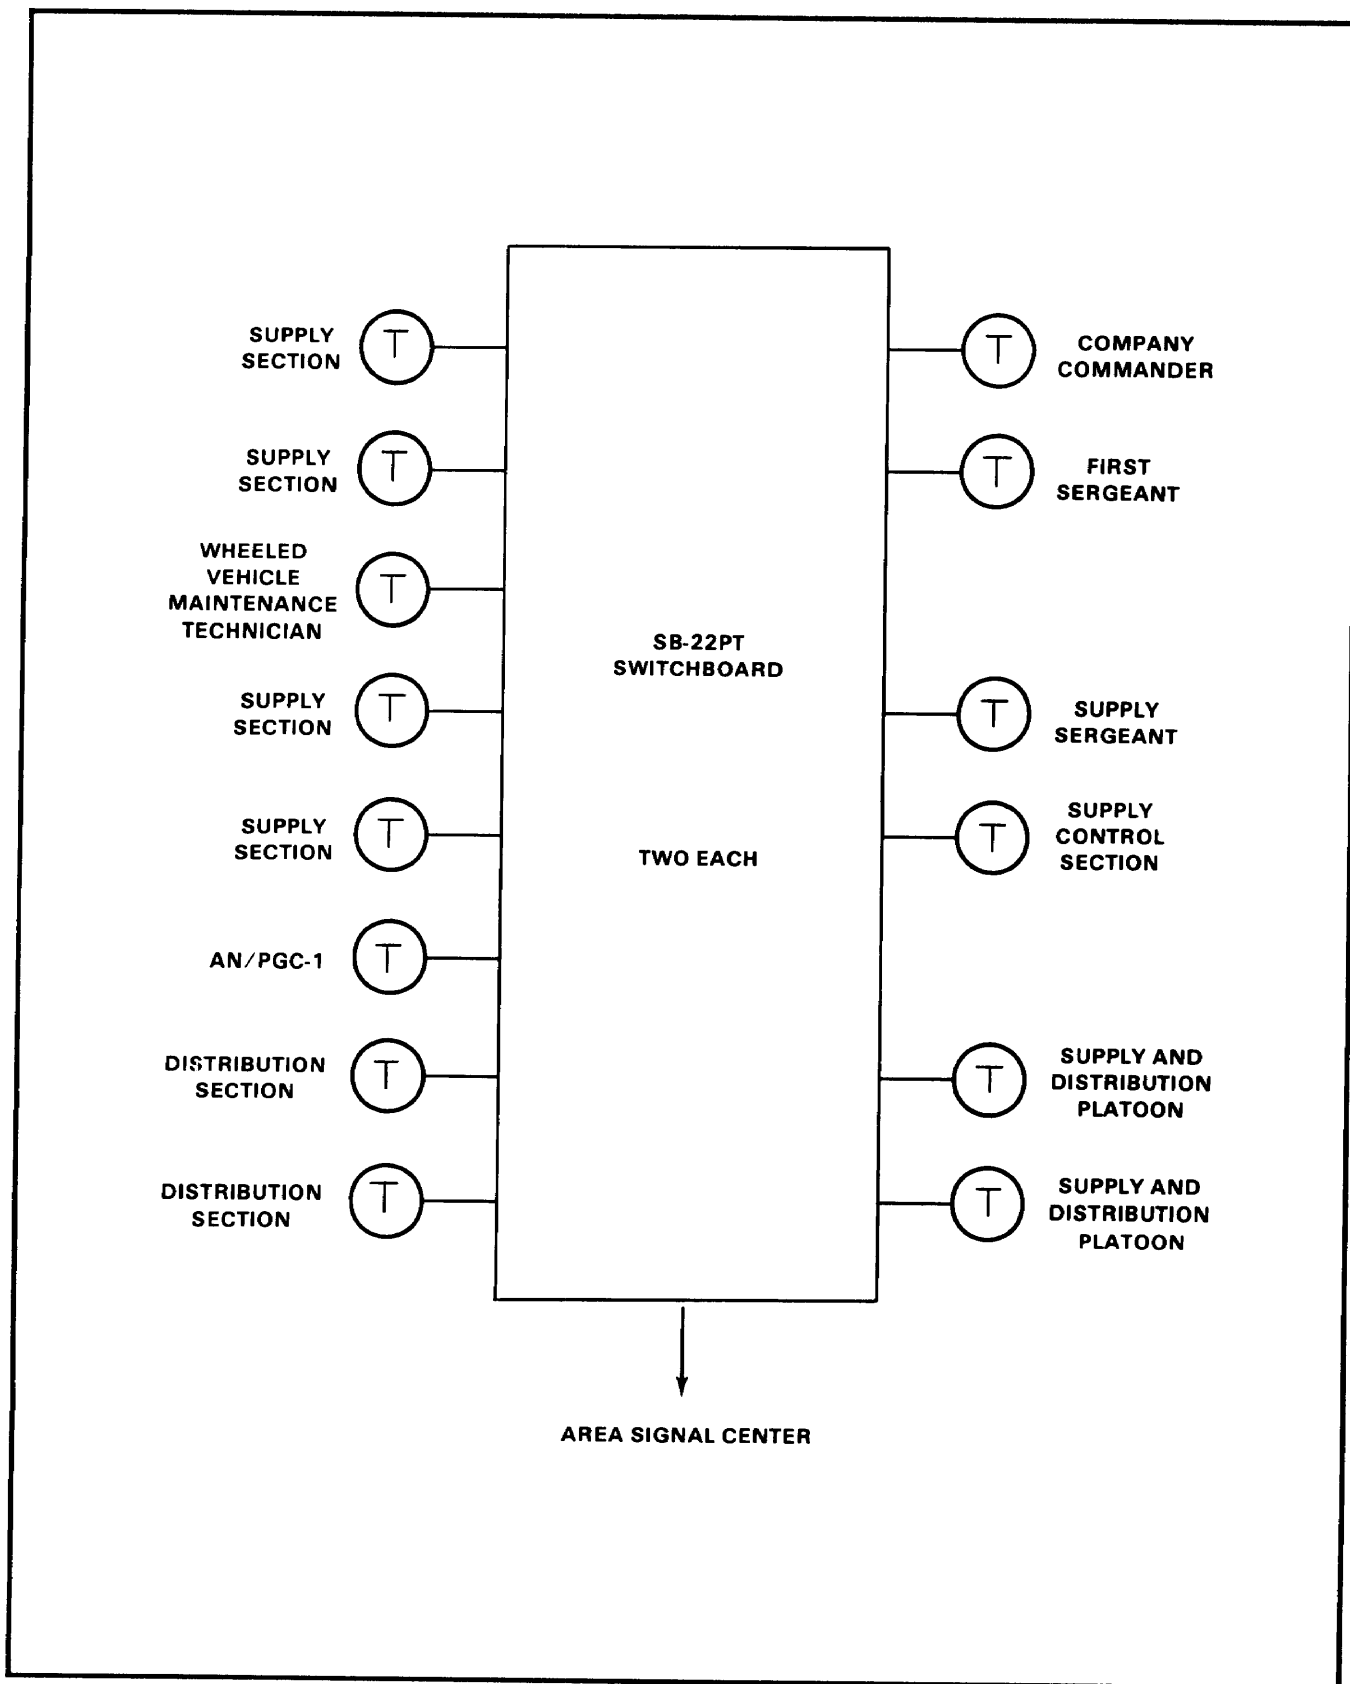 SUPPLY
SECTION
T
SUPPLY
SECTION
T
WHEELED
VEHICLE
MAINTENANCE
TECHNICIAN
T
SUPPLY
SECTION
T
SUPPLY
SECTION
T
AN/PGC-1
T
DISTRIBUTION
SECTION
T
DISTRIBUTION
SECTION
T
SB-22PT
SWITCHBOARD
TWO EACH
T
COMPANY
COMMANDER
T
FIRST
SERGEANT
T
SUPPLY
SERGEANT
T
SUPPLY
CONTROL
SECTION
T
SUPPLY AND
DISTRIBUTION
PLATOON
T
SUPPLY AND
DISTRIBUTION
PLATOON
AREA SIGNAL CENTER